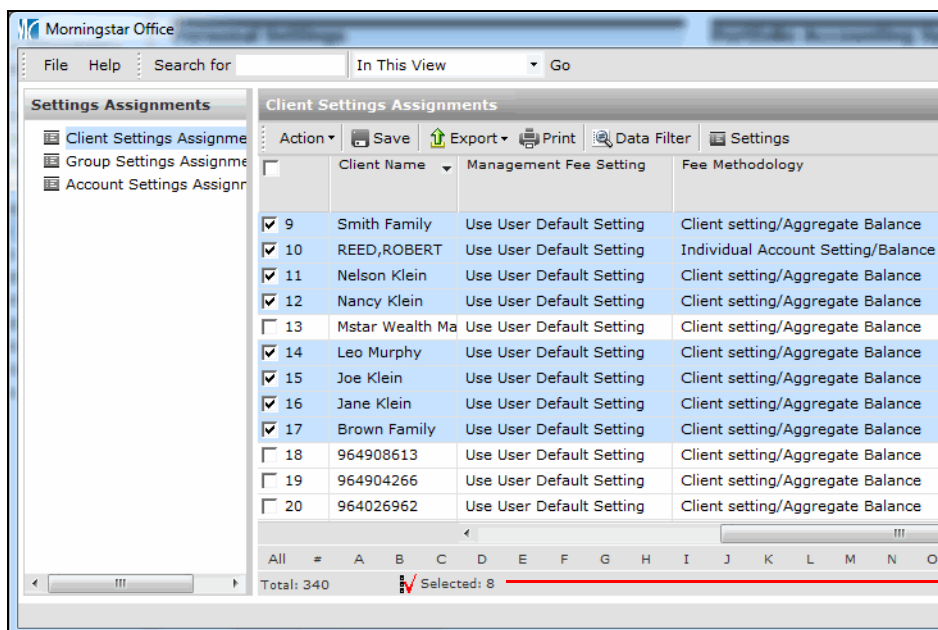 Morningstar Office
File Help Search for In This View Go
Settings Assignments
Client Settings Assignme
Group Settings Assignme
Account Settings Assignr
Client Settings Assignments
Action Save Export Print Data Filter Settings
Client Name Management Fee Setting Fee Methodology
9 Smith Family Use User Default Setting Client setting/Aggregate Balance
10 REED,ROBERT Use User Default Setting Individual Account Setting/Balance
11 Nelson Klein Use User Default Setting Client setting/Aggregate Balance
12 Nancy Klein Use User Default Setting Client setting/Aggregate Balance
13 Mstar Wealth Ma Use User Default Setting Client setting/Aggregate Balance
14 Leo Murphy Use User Default Setting Client setting/Aggregate Balance
15 Joe Klein Use User Default Setting Client setting/Aggregate Balance
16 Jane Klein Use User Default Setting Client setting/Aggregate Balance
17 Brown Family Use User Default Setting Client setting/Aggregate Balance
18 964908613 Use User Default Setting Client setting/Aggregate Balance
19 964904266 Use User Default Setting Client setting/Aggregate Balance
20 964026962 Use User Default Setting Client setting/Aggregate Balance
All # A B C D E F G H I J K L M N O
Total: 340 Selected: 8